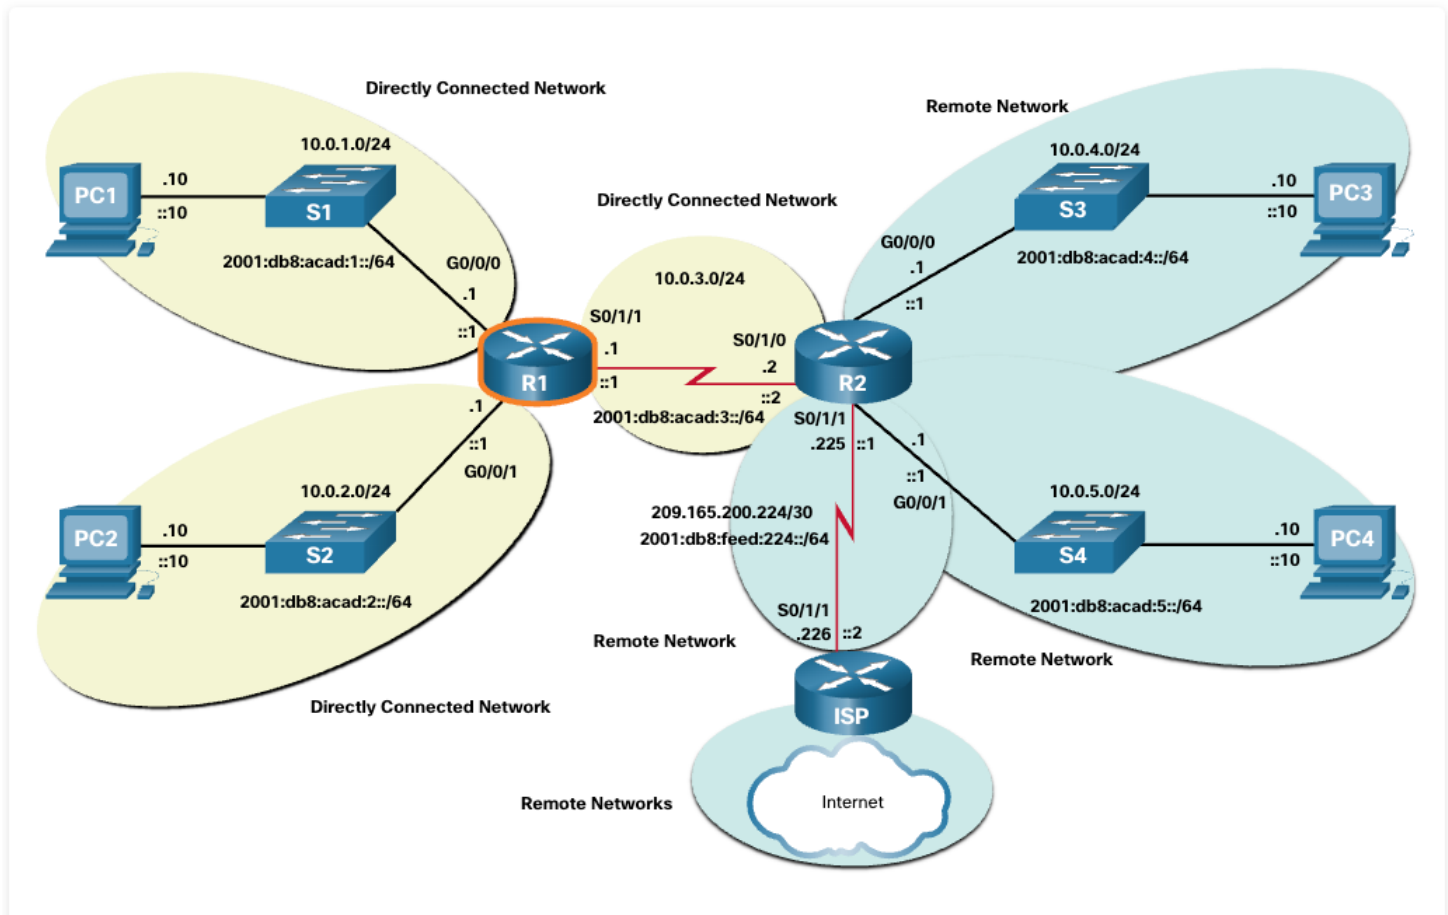 Directly Connected Network
10.0.1.0/24
PC1
.10
::10
S1
2001:db8:acad:1::/64
G0/0/0
.1
::1
Directly Connected Network
10.0.3.0/24
S0/1/1
.1
::1
R1
S0/1/0
.2
::2
2001:db8:acad:3::/64
Remote Network
10.0.4.0/24
S3
.10
::10
PC3
2001:db8:acad:4::/64
G0/0/0
.1
::1
R2
.1
::1
G0/0/1
10.0.2.0/24
PC2
.10
::10
S2
2001:db8:acad:2::/64
Directly Connected Network
S0/1/1
.225
::1
209.165.200.224/30
2001:db8:feed:224::/64
S0/1/1
.226
::2
Remote Network
.1
::1
G0/0/1
10.0.5.0/24
S4
.10
::10
PC4
2001:db8:acad:5::/64
Remote Network
ISP
Remote Networks
Internet